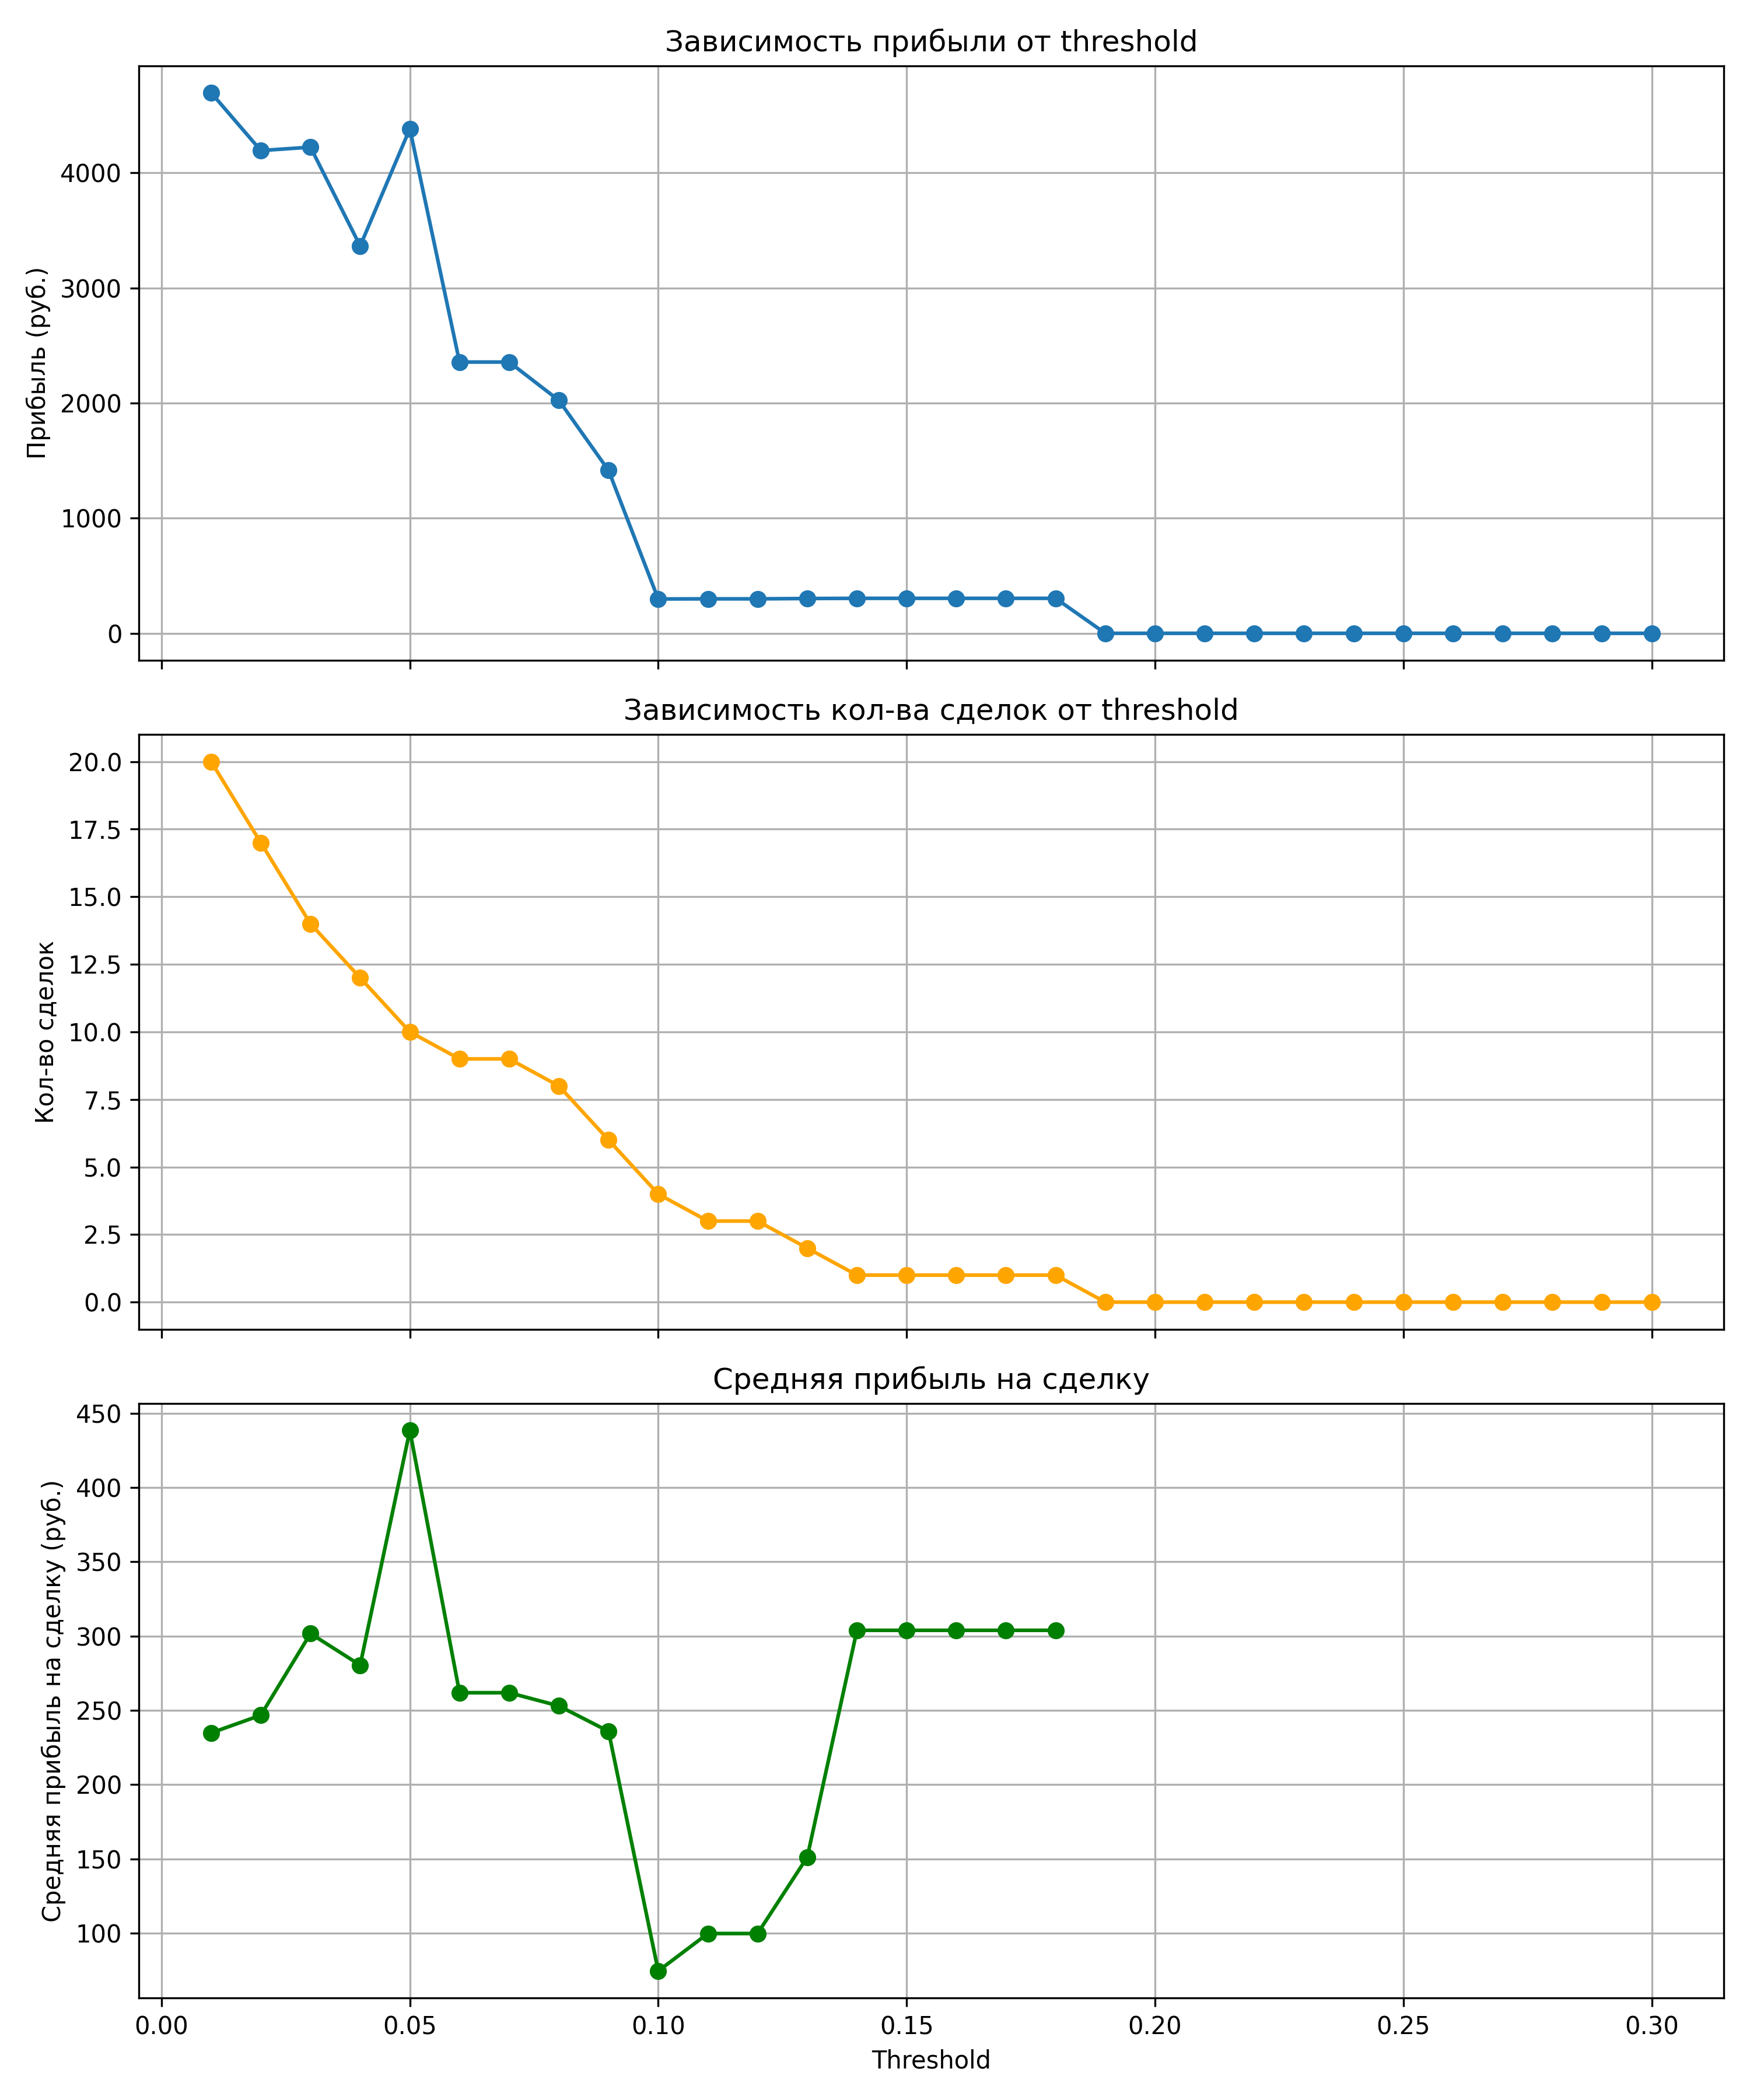 Зависимость прибыли от threshold
Прибыль (руб.)
4000
3000
2000
1000
0
Зависимость кол-ва сделок от threshold
Кол-во сделок
20.0
17.5
15.0
12.5
10.0
7.5
5.0
2.5
0.0
Средняя прибыль на сделку
Средняя прибыль на сделку (руб.)
450
400
350
300
250
200
150
100
0.00 0.05 0.10 0.15 0.20 0.25 0.30
Threshold